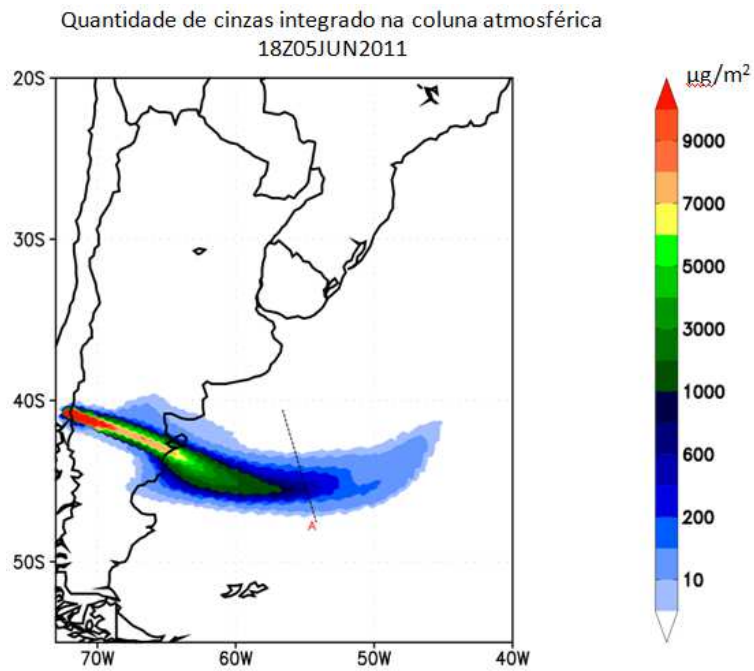 Quantidade de cinzas integrado na coluna atmosférica
18Z05JUN2011
µg/m²
20S
30S
40S
50S
70W
60W
50W
40W
A
9000
7000
5000
3000
1000
600
200
10